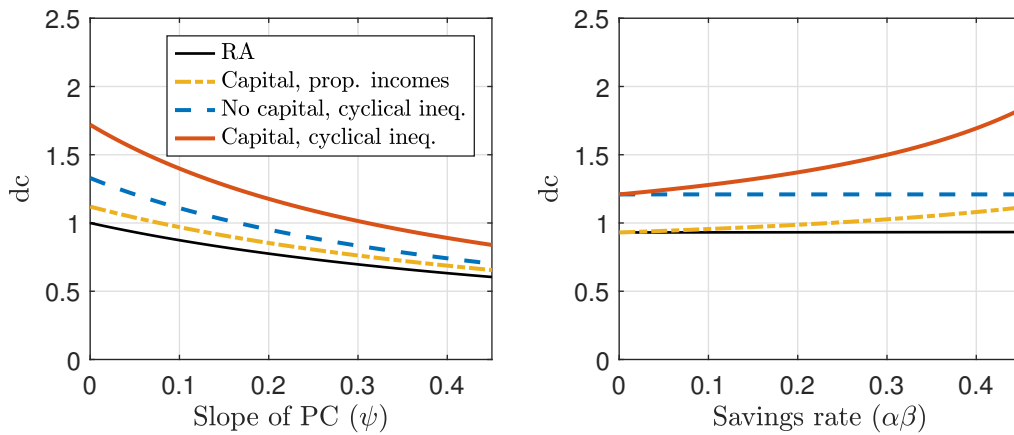 2.5
2
1.5
1
0.5
0
dc
RA
Capital, prop. incomes
No capital, cyclical ineq.
Capital, cyclical ineq.
0 0.1 0.2 0.3 0.4
Slope of PC (ψ)
2.5
2
1.5
1
0.5
0
dc
0 0.1 0.2 0.3 0.4
Savings rate (αβ)